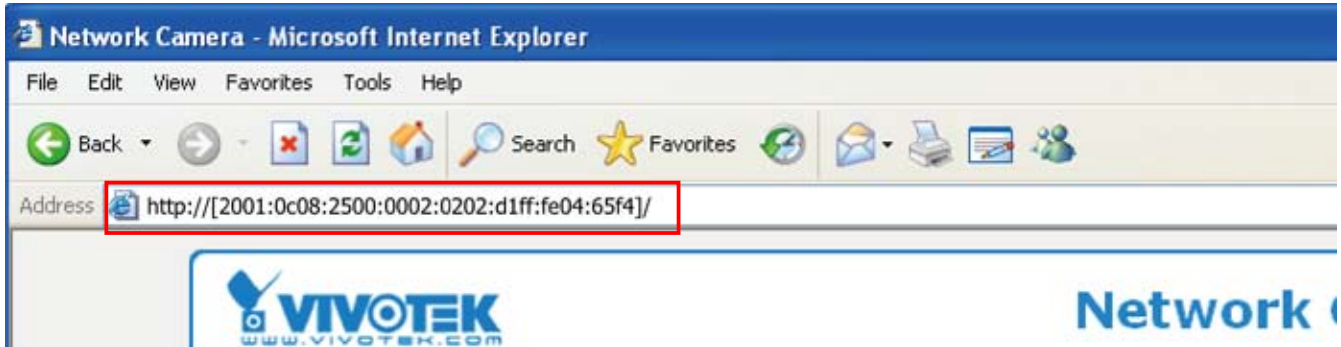 Network Camera - Microsoft Internet Explorer
File Edit View Favorites Tools Help
Back Search Favorites
Address http://[2001:0c08:2500:0002:0202:d1ff:fe04:65f4]/
VIVOTEK Network
www.vivotek.com